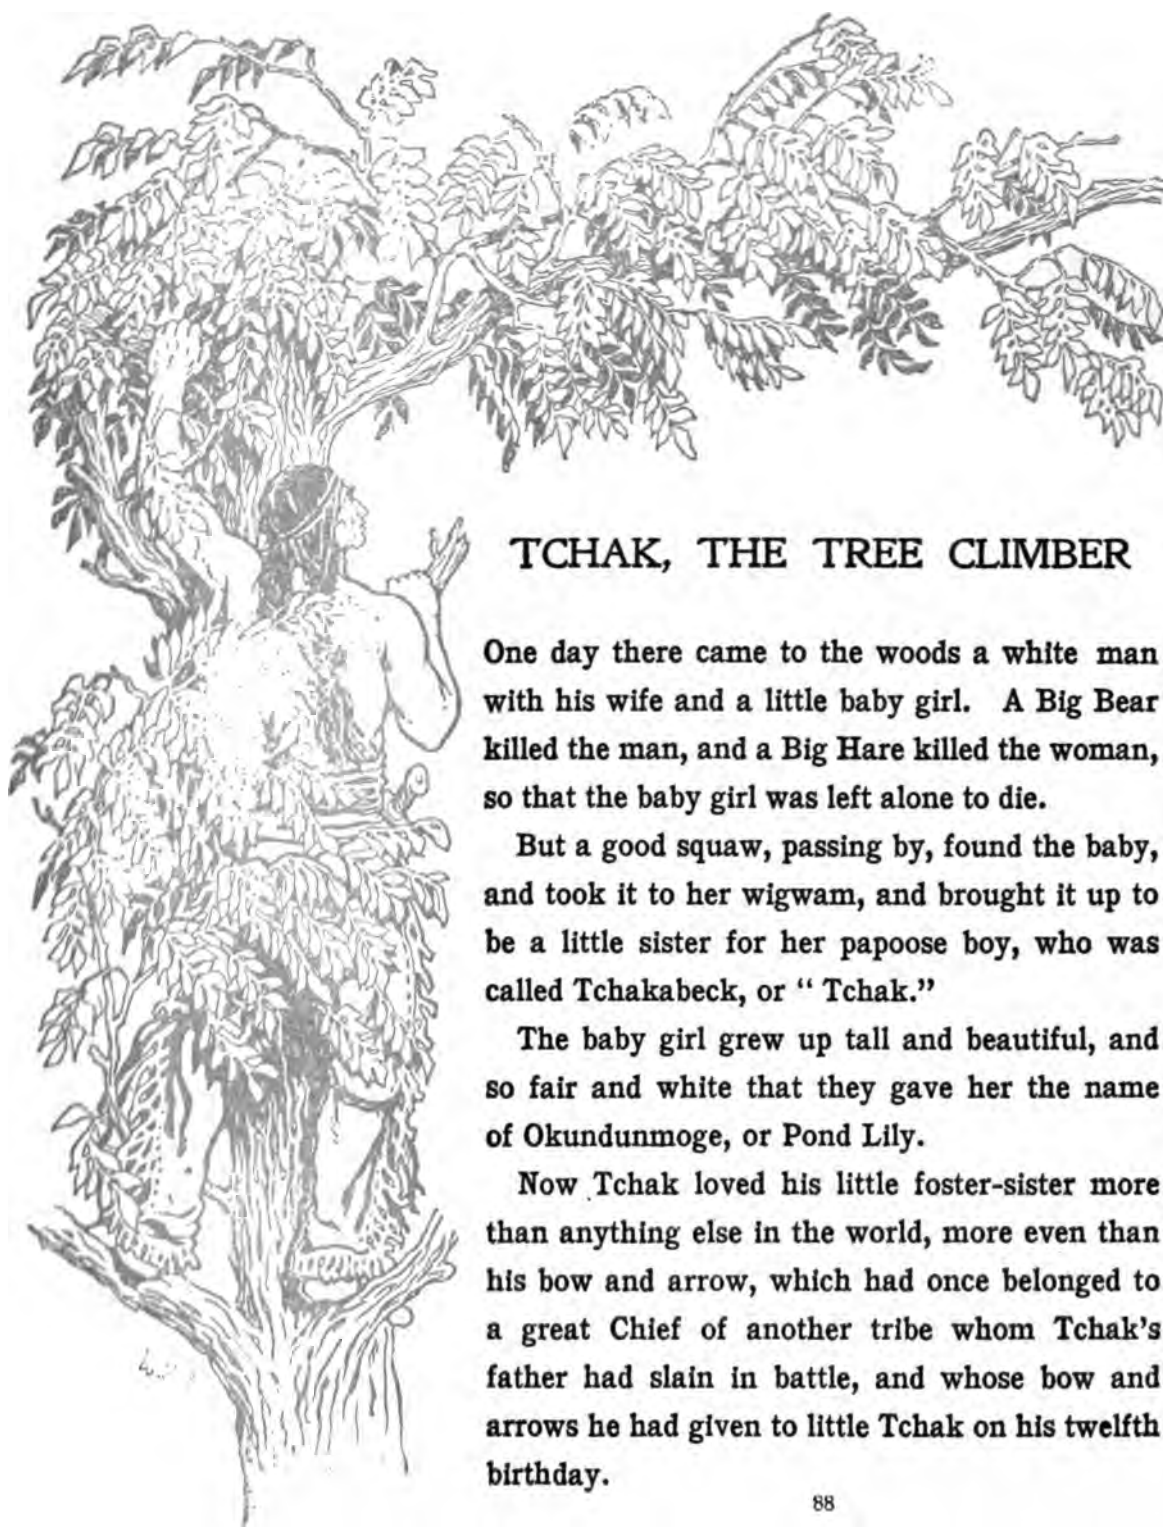 TCHAK, THE TREE CLIMBER
One day there came to the woods a white man
with his wife and a little baby girl. A Big Bear
killed the man, and a Big Hare killed the woman,
so that the baby girl was left alone to die.
But a good squaw, passing by, found the baby,
and took it to her wigwam, and brought it up to
be a little sister for her papoose boy, who was
called Tchakabeck, or “ Tchak.”
The baby girl grew up tall and beautiful, and
so fair and white that they gave her the name
of Okundunmoge, or Pond Lily.
Now Tchak loved his little foster-sister more
than anything else in the world, more even than
his bow and arrow, which had once belonged to
a great Chief of another tribe whom Tchak’s
father had slain in battle, and whose bow and
arrows he had given to little Tchak on his twelfth
birthday.
88